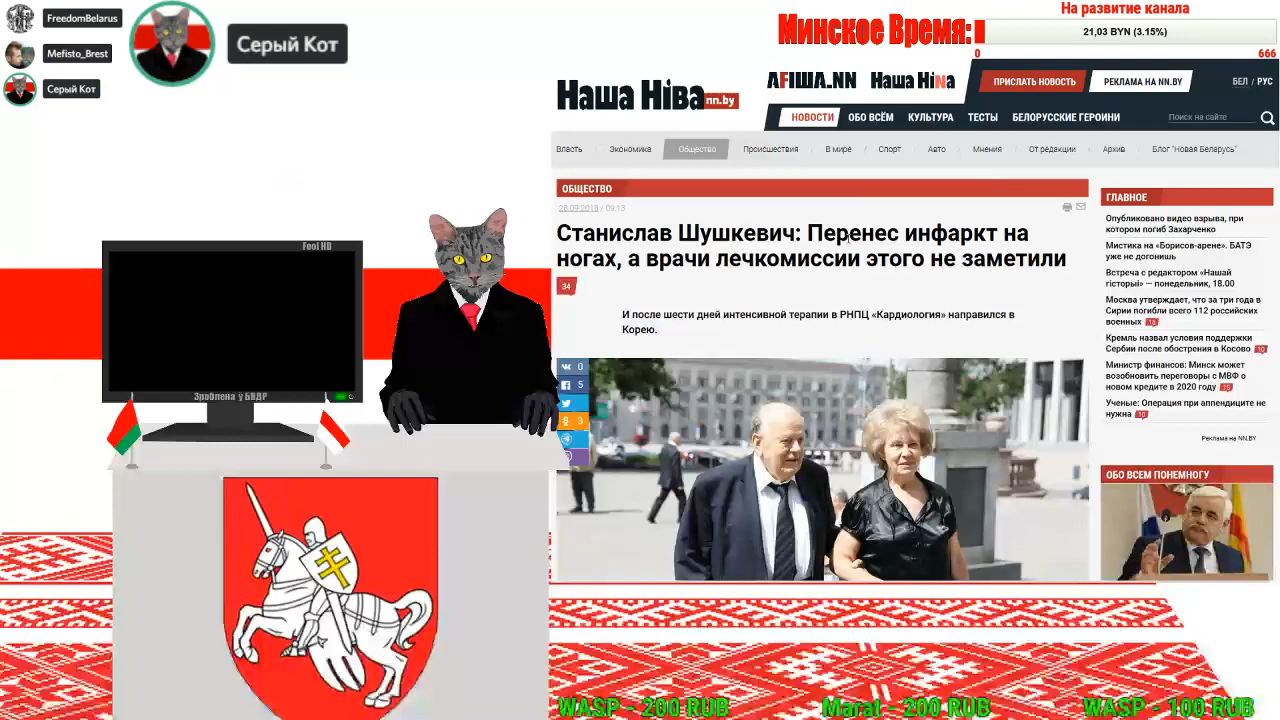 FreedomBelarus
Mefisto_Brest
Серый Кот
Серый Кот
На развитие канала
Минское Время:
21,03 BYN (3.15%)
0
666
Наша Ніва nn.by
AFIША.NN
Наша НіNa
ПРИСЛАТЬ НОВОСТЬ
РЕКЛАМА НА NN.BY
БЕЛ / РУС
НОВОСТИ
ОБО ВСЁМ
КУЛЬТУРА
ТЕСТЫ
БЕЛОРУССКИЕ ГЕРОИНИ
Поиск на сайте
Власть
Экономика
Общество
Происшествия
В мире
Спорт
Авто
Мнения
От редакции
Архив
Блог "Новая Беларусь"
ОБЩЕСТВО
28.09.2018 / 09:13
Станислав Шушкевич: Перенес инфаркт на
ногах, а врачи лечкомиссии этого не заметили
34
И после шести дней интенсивной терапии в РНПЦ «Кардиология» направился в
Корею.
0
5
3
ГЛАВНОЕ
Опубликовано видео взрыва, при
котором погиб Захарченко
Мистика на «Борисов-арене». БАТЭ
уже не догонишь
Встреча с редактором «Нашай
гісторыі» — понедельник, 18.00
Москва утверждает, что за три года в
Сирии погибли всего 112 российских
военных
Кремль назвал условия поддержки
Сербии после обострения в Косово
Министр финансов: Минск может
возобновить переговоры с МВФ о
новом кредите в 2020 году
Ученые: Операция при аппендиците не
нужна
Реклама на NN.BY
ОБО ВСЕМ ПОНЕМНОГУ
Fool HD
Зроблена ў БНДР
WASP - 200 RUB
Marat - 200 RUB
WASP - 100 RUB